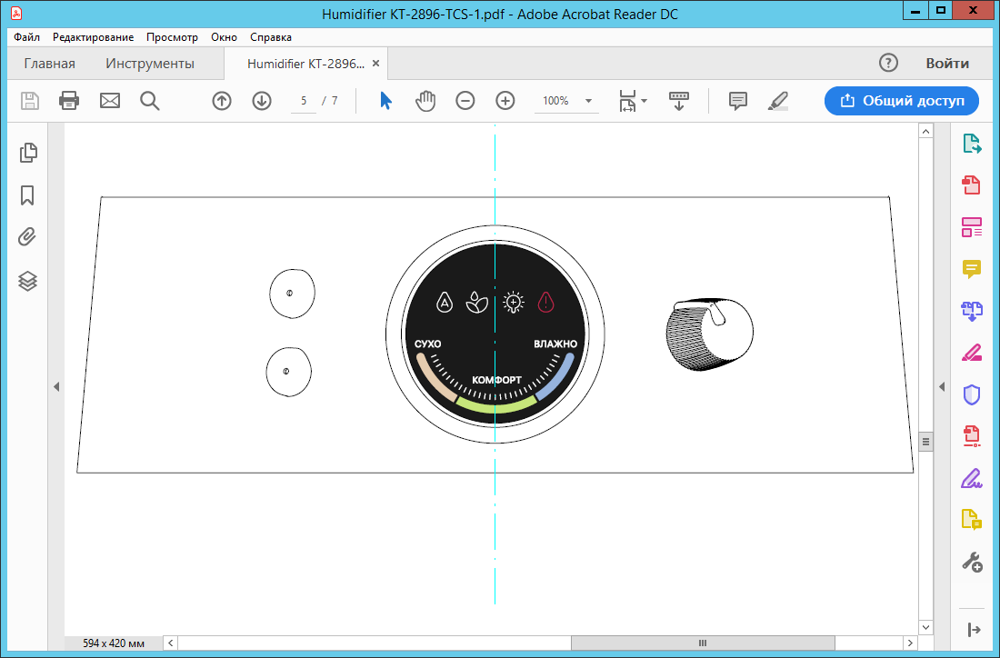 Humidifier KT-2896-TCS-1.pdf - Adobe Acrobat Reader DC
Файл Редактирование Просмотр Окно Справка
Главная Инструменты Humidifier KT-2896... × Войти
5 / 7 100% Общий доступ
A
СУХО ВЛАЖНО
КОМФОРТ
594 x 420 мм